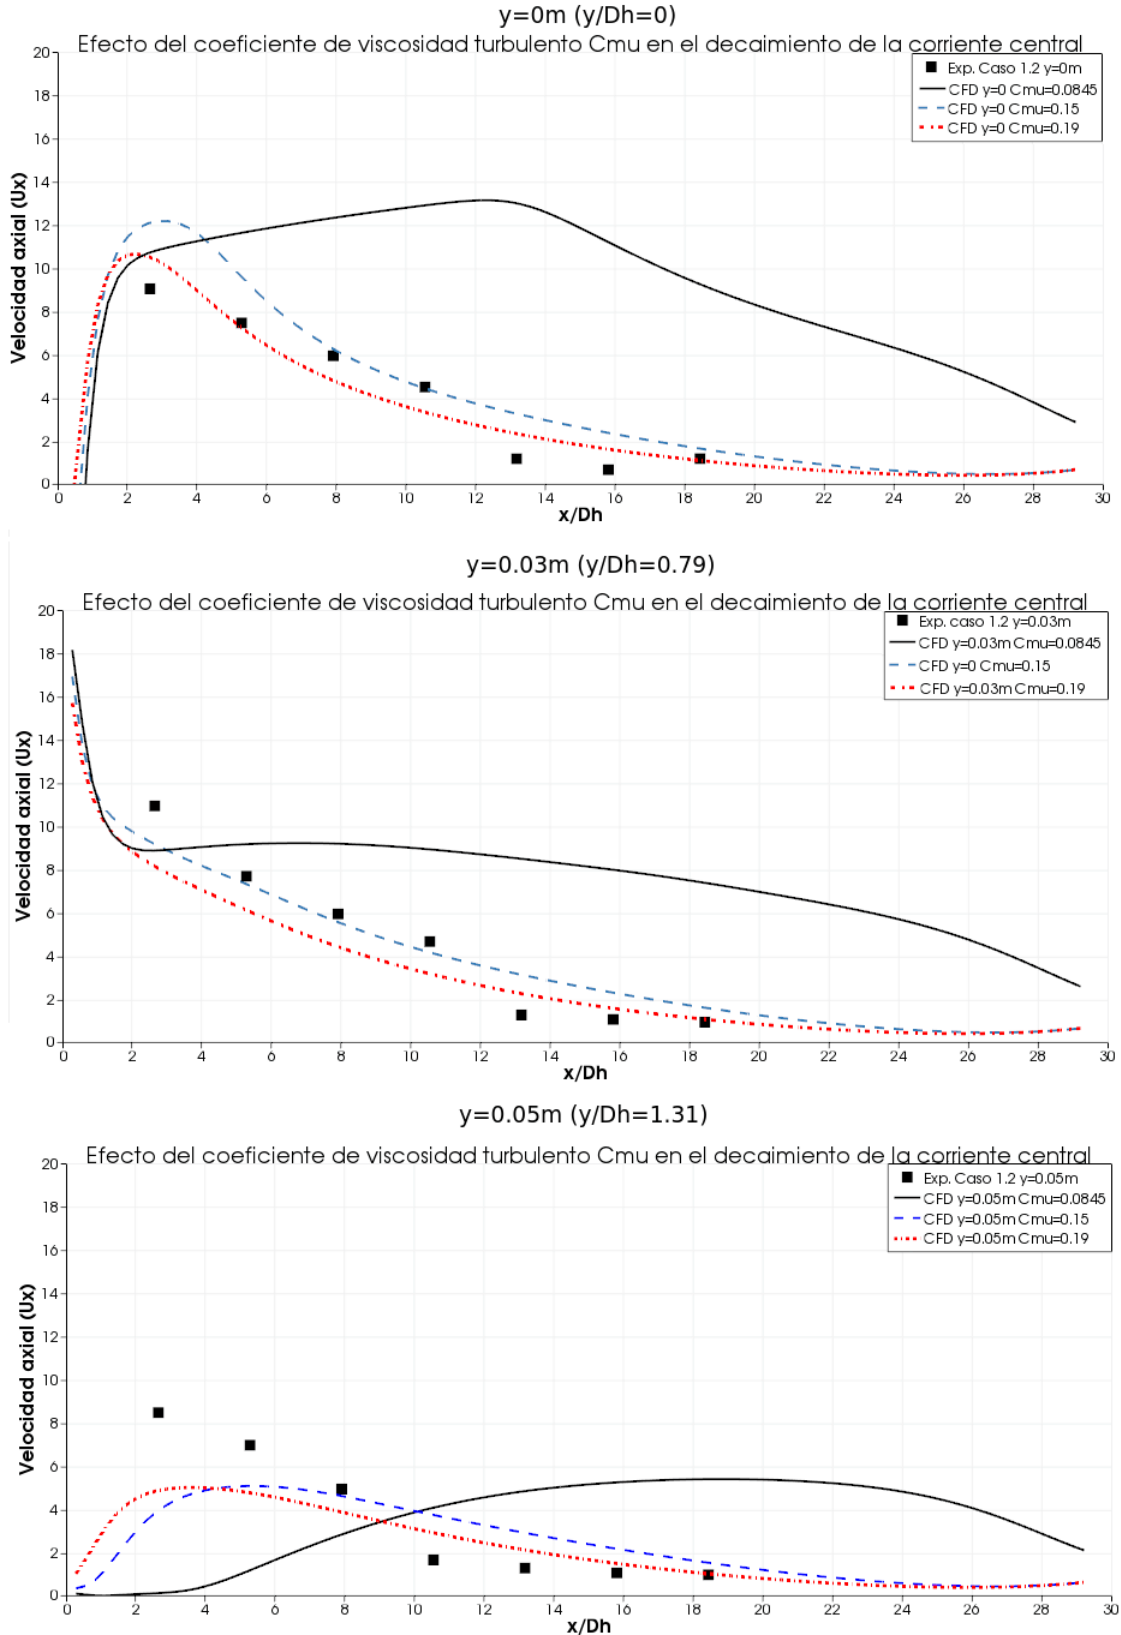 y=0m (y/Dh=0)
Efecto del coeficiente de viscosidad turbulento Cmu en el decaimiento de la corriente central
Exp. Caso 1.2 y=0m
CFD y=0 Cmu=0.0845
CFD y=0 Cmu=0.15
CFD y=0 Cmu=0.19
Velocidad axial (Ux)
20
18
16
14
12
10
8
6
4
2
0
0 2 4 6 8 10 12 14 16 18 20 22 24 26 28 30
x/Dh
y=0.03m (y/Dh=0.79)
Efecto del coeficiente de viscosidad turbulento Cmu en el decaimiento de la corriente central
Exp. caso 1.2 y=0.03m
CFD y=0.03m Cmu=0.0845
CFD y=0 Cmu=0.15
CFD y=0.03m Cmu=0.19
Velocidad axial (Ux)
20
18
16
14
12
10
8
6
4
2
0
0 2 4 6 8 10 12 14 16 18 20 22 24 26 28 30
x/Dh
y=0.05m (y/Dh=1.31)
Efecto del coeficiente de viscosidad turbulento Cmu en el decaimiento de la corriente central
Exp. Caso 1.2 y=0.05m
CFD y=0.05m Cmu=0.0845
CFD y=0.05m Cmu=0.15
CFD y=0.05m Cmu=0.19
Velocidad axial (Ux)
20
18
16
14
12
10
8
6
4
2
0
0 2 4 6 8 10 12 14 16 18 20 22 24 26 28 30
x/Dh